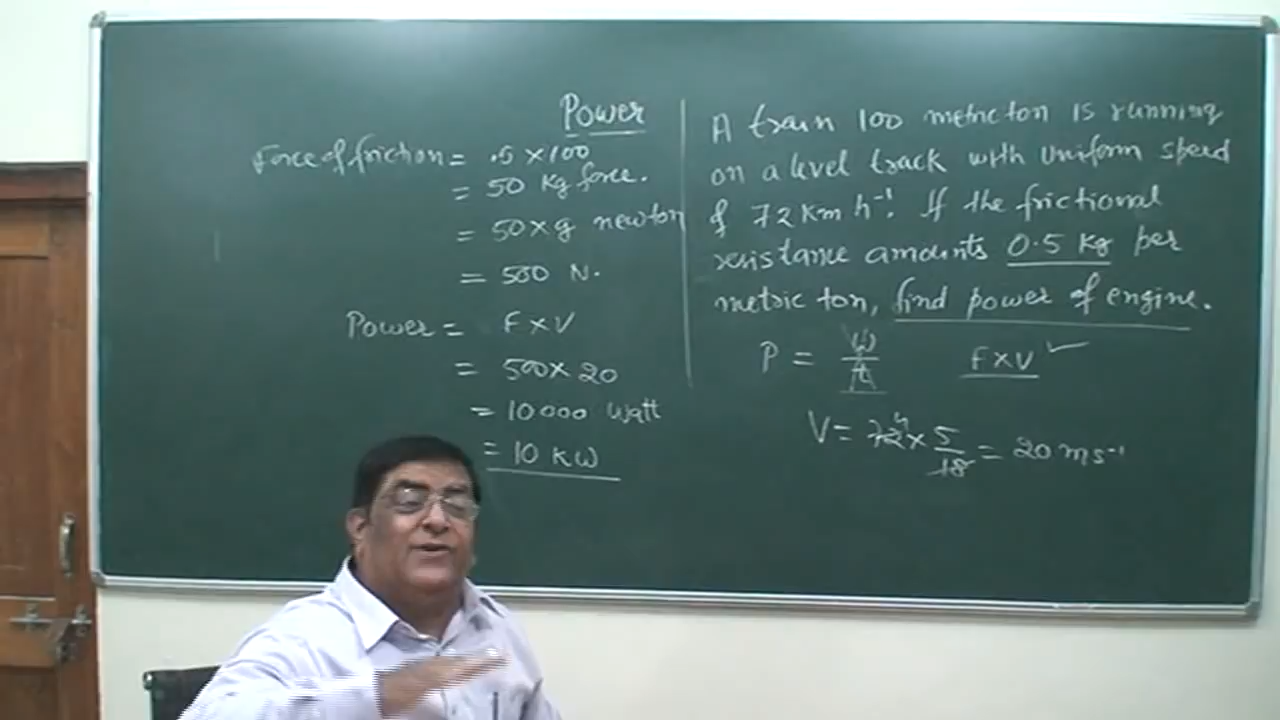 Power
Force of friction = .5 × 100
= 50 Kg force.
= 50 × g newton
= 500 N.
Power = F × V
= 500 × 20
= 10000 Watt
= 10 KW
A train 100 metric ton is running
on a level track with uniform speed
of 72 Km h⁻¹. If the frictional
resistance amounts 0.5 Kg per
metric ton, find power of engine.
P = W/t F × V ✓
V = 72 4 × 5/18 = 20 m s⁻¹